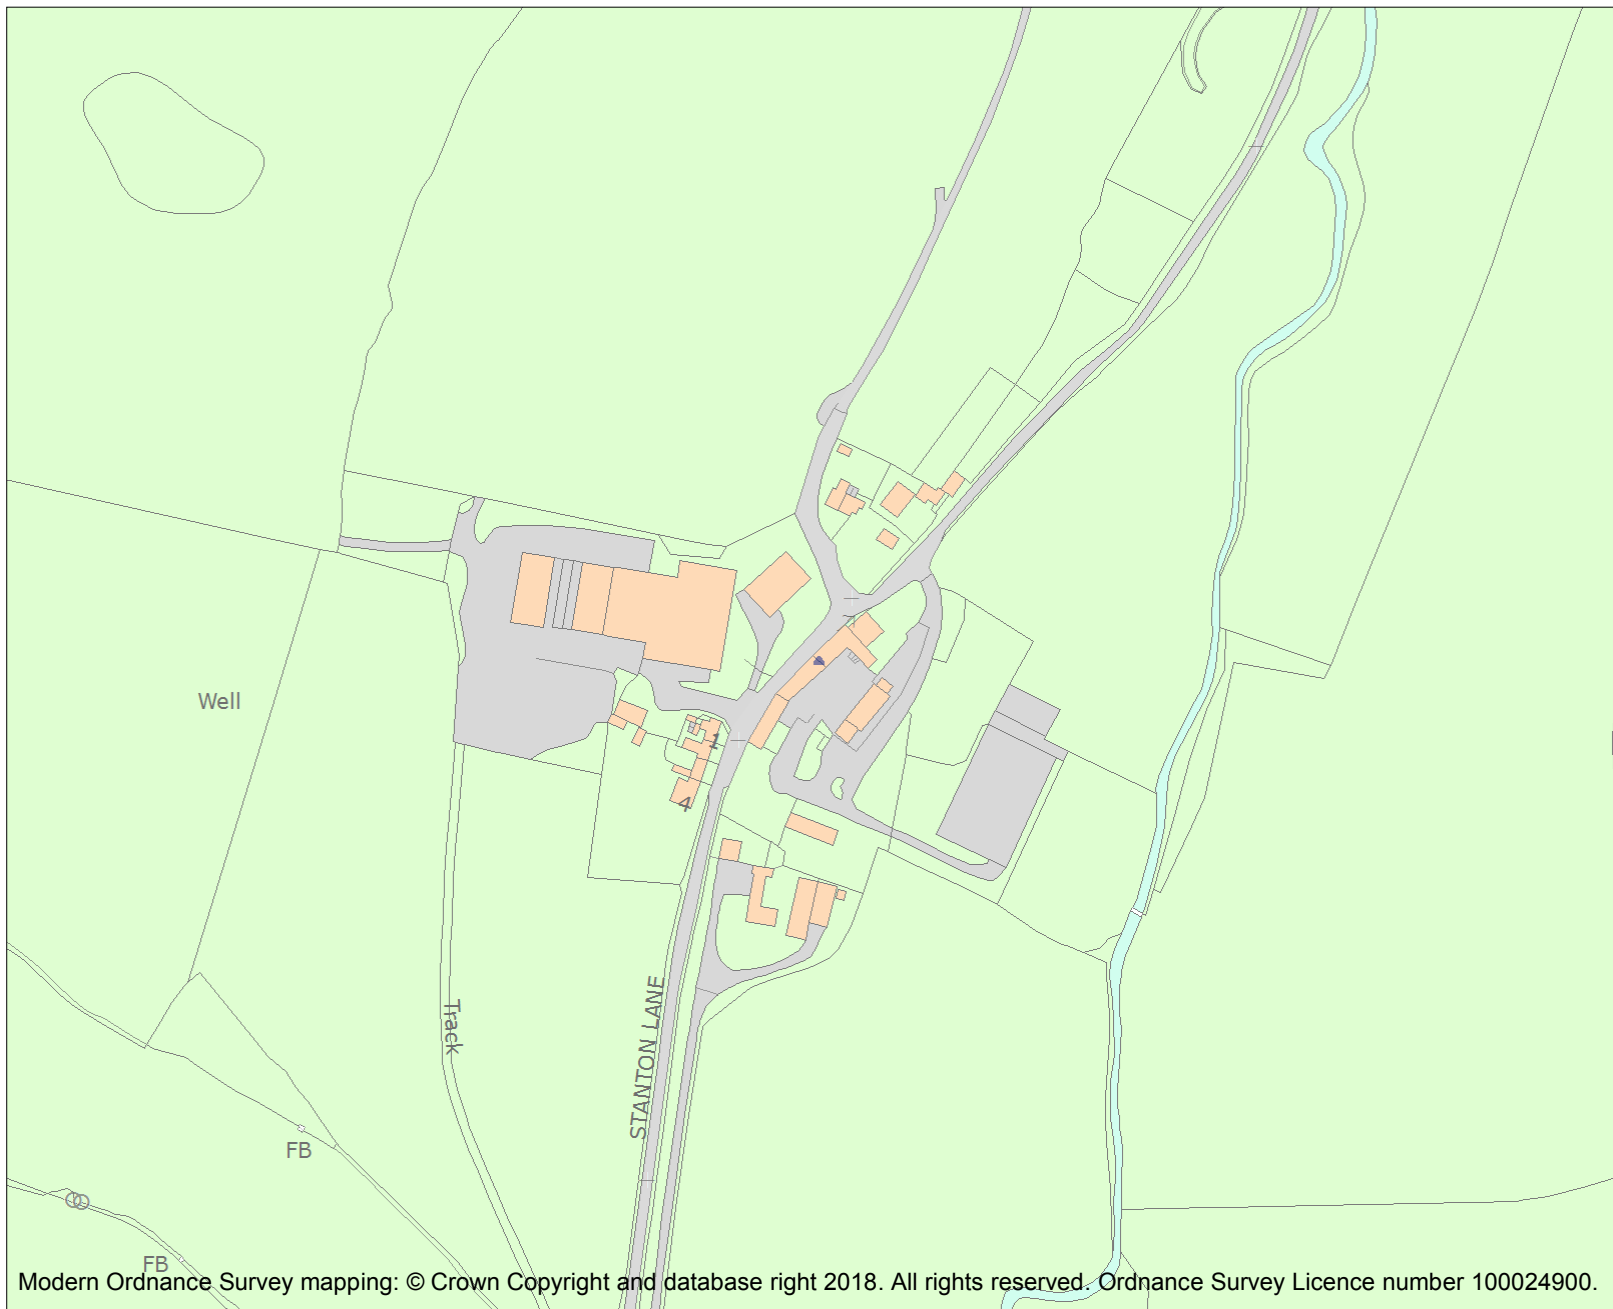 Well
1
4
Track
STANTON LANE
FB
FB
Modern Ordnance Survey mapping: © Crown Copyright and database right 2018. All rights reserved. Ordnance Survey Licence number 100024900.